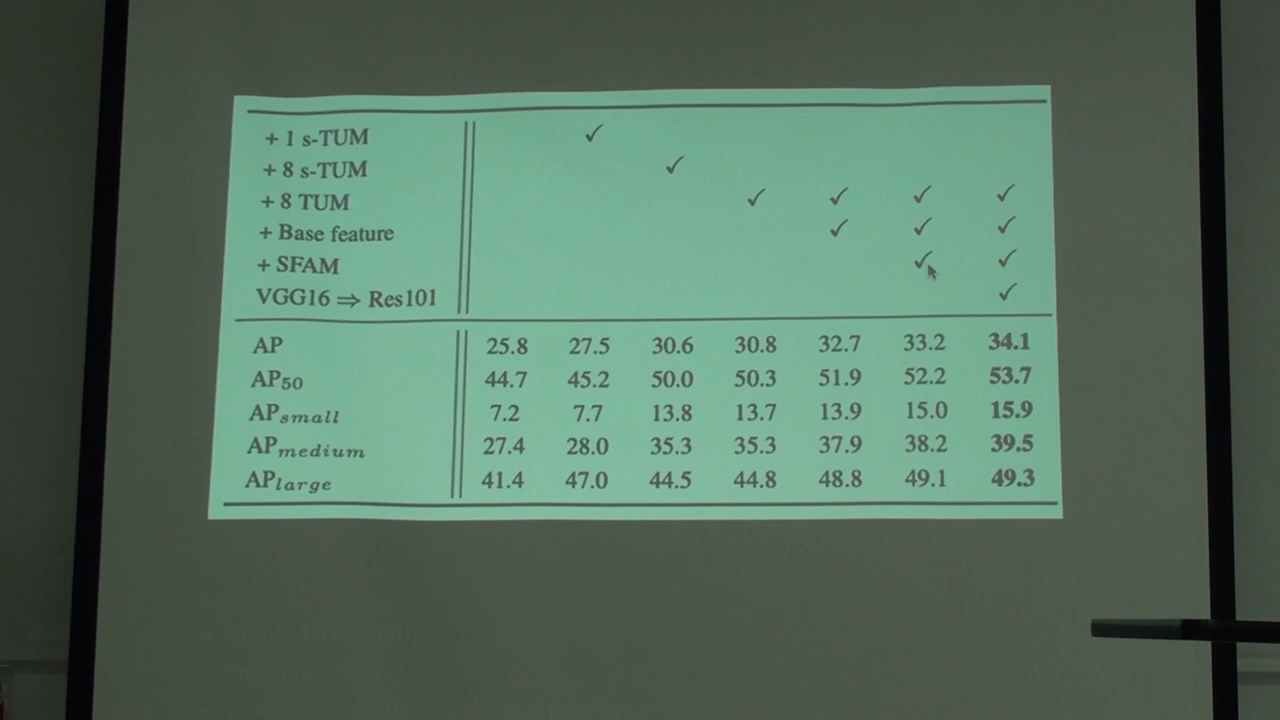 + 1 s-TUM ✓
+ 8 s-TUM ✓
+ 8 TUM ✓ ✓ ✓ ✓
+ Base feature ✓ ✓ ✓
+ SFAM ✓ ✓
VGG16 ⇒ Res101 ✓
AP 25.8 27.5 30.6 30.8 32.7 33.2 34.1
AP50 44.7 45.2 50.0 50.3 51.9 52.2 53.7
APsmall 7.2 7.7 13.8 13.7 13.9 15.0 15.9
APmedium 27.4 28.0 35.3 35.3 37.9 38.2 39.5
APlarge 41.4 47.0 44.5 44.8 48.8 49.1 49.3